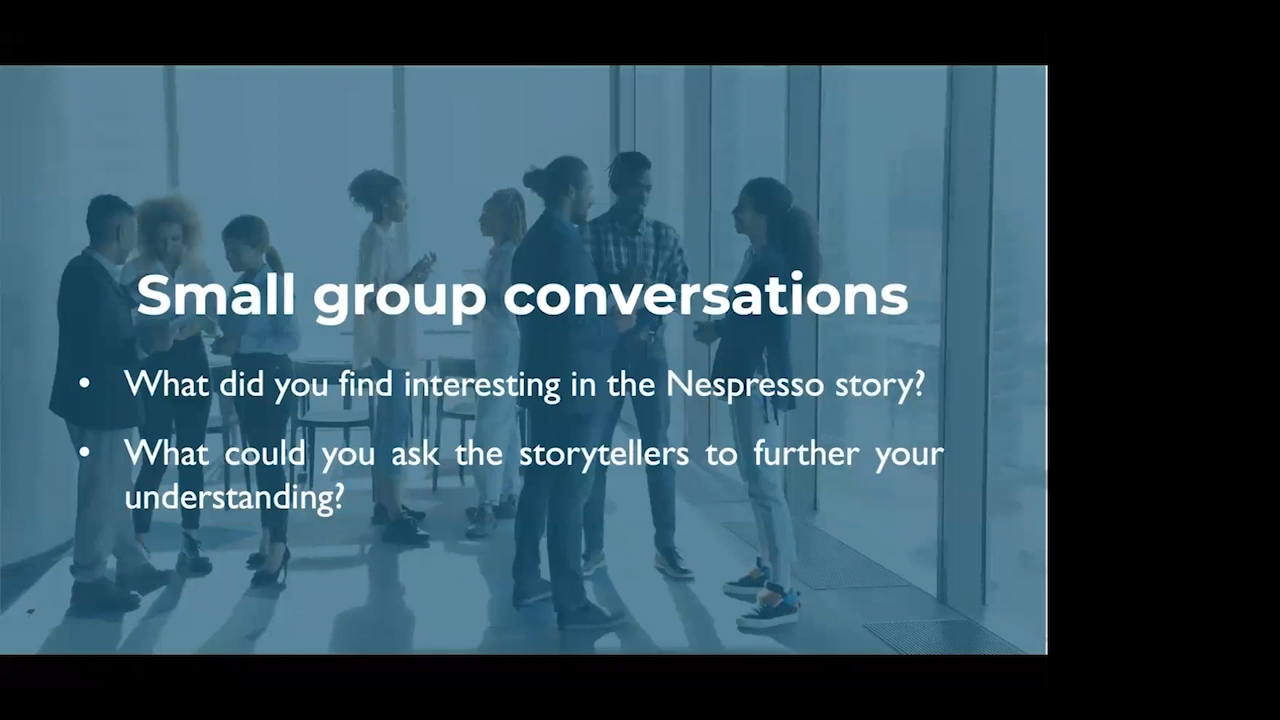 Small group conversations
• What did you find interesting in the Nespresso story?
• What could you ask the storytellers to further your
understanding?